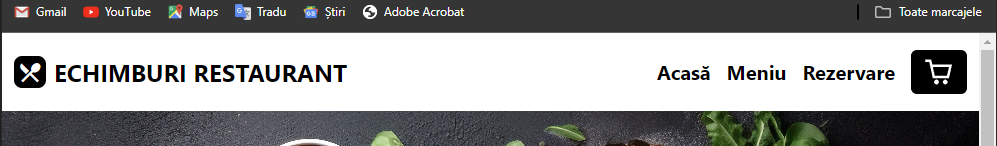 Gmail YouTube Maps Tradu Știri Adobe Acrobat Toate marcajele
ECHIMBURI RESTAURANT Acasă Meniu Rezervare